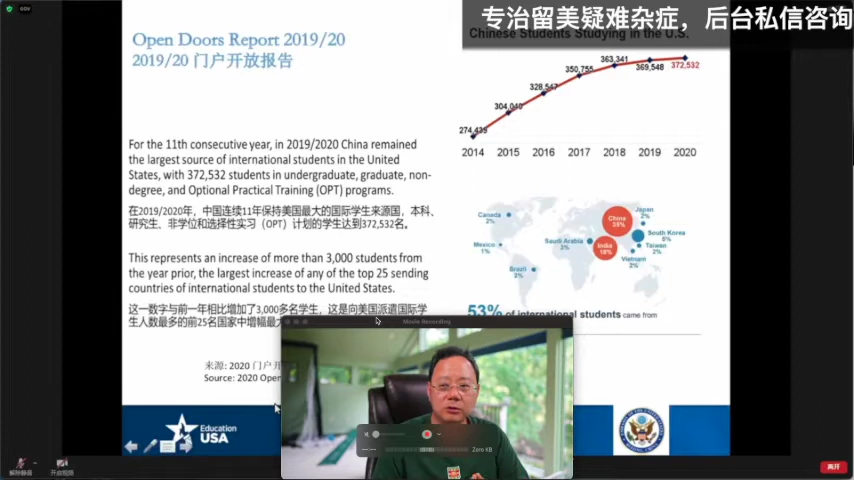 专治留美疑难杂症，后台私信咨询
Open Doors Report 2019/20
2019/20 门户开放报告
Chinese Students Studying in the U.S.
274,439
304,040
328,547
350,755
363,341
369,548
372,532
2014 2015 2016 2017 2018 2019 2020
For the 11th consecutive year, in 2019/2020 China remained
the largest source of international students in the United
States, with 372,532 students in undergraduate, graduate, non-
degree, and Optional Practical Training (OPT) programs.
在2019/2020年，中国连续11年保持美国最大的国际学生来源国，本科、
研究生、非学位和选择性实习（OPT）计划的学生达到372,532名。
This represents an increase of more than 3,000 students from
the year prior, the largest increase of any of the top 25 sending
countries of international students to the United States.
这一数字与前一年相比增加了3,000多名学生，这是向美国派遣国际学
生人数最多的前25名国家中增幅最大
Canada
2%
Mexico
1%
Brazil
2%
Saudi Arabia
3%
China
35%
India
18%
Japan
2%
South Korea
5%
Taiwan
2%
Vietnam
2%
53% of international students came from
来源: 2020 门户开
Source: 2020 Open
Movie Recording
Zero KB
Education
USA
解除静音
开启视频
离开